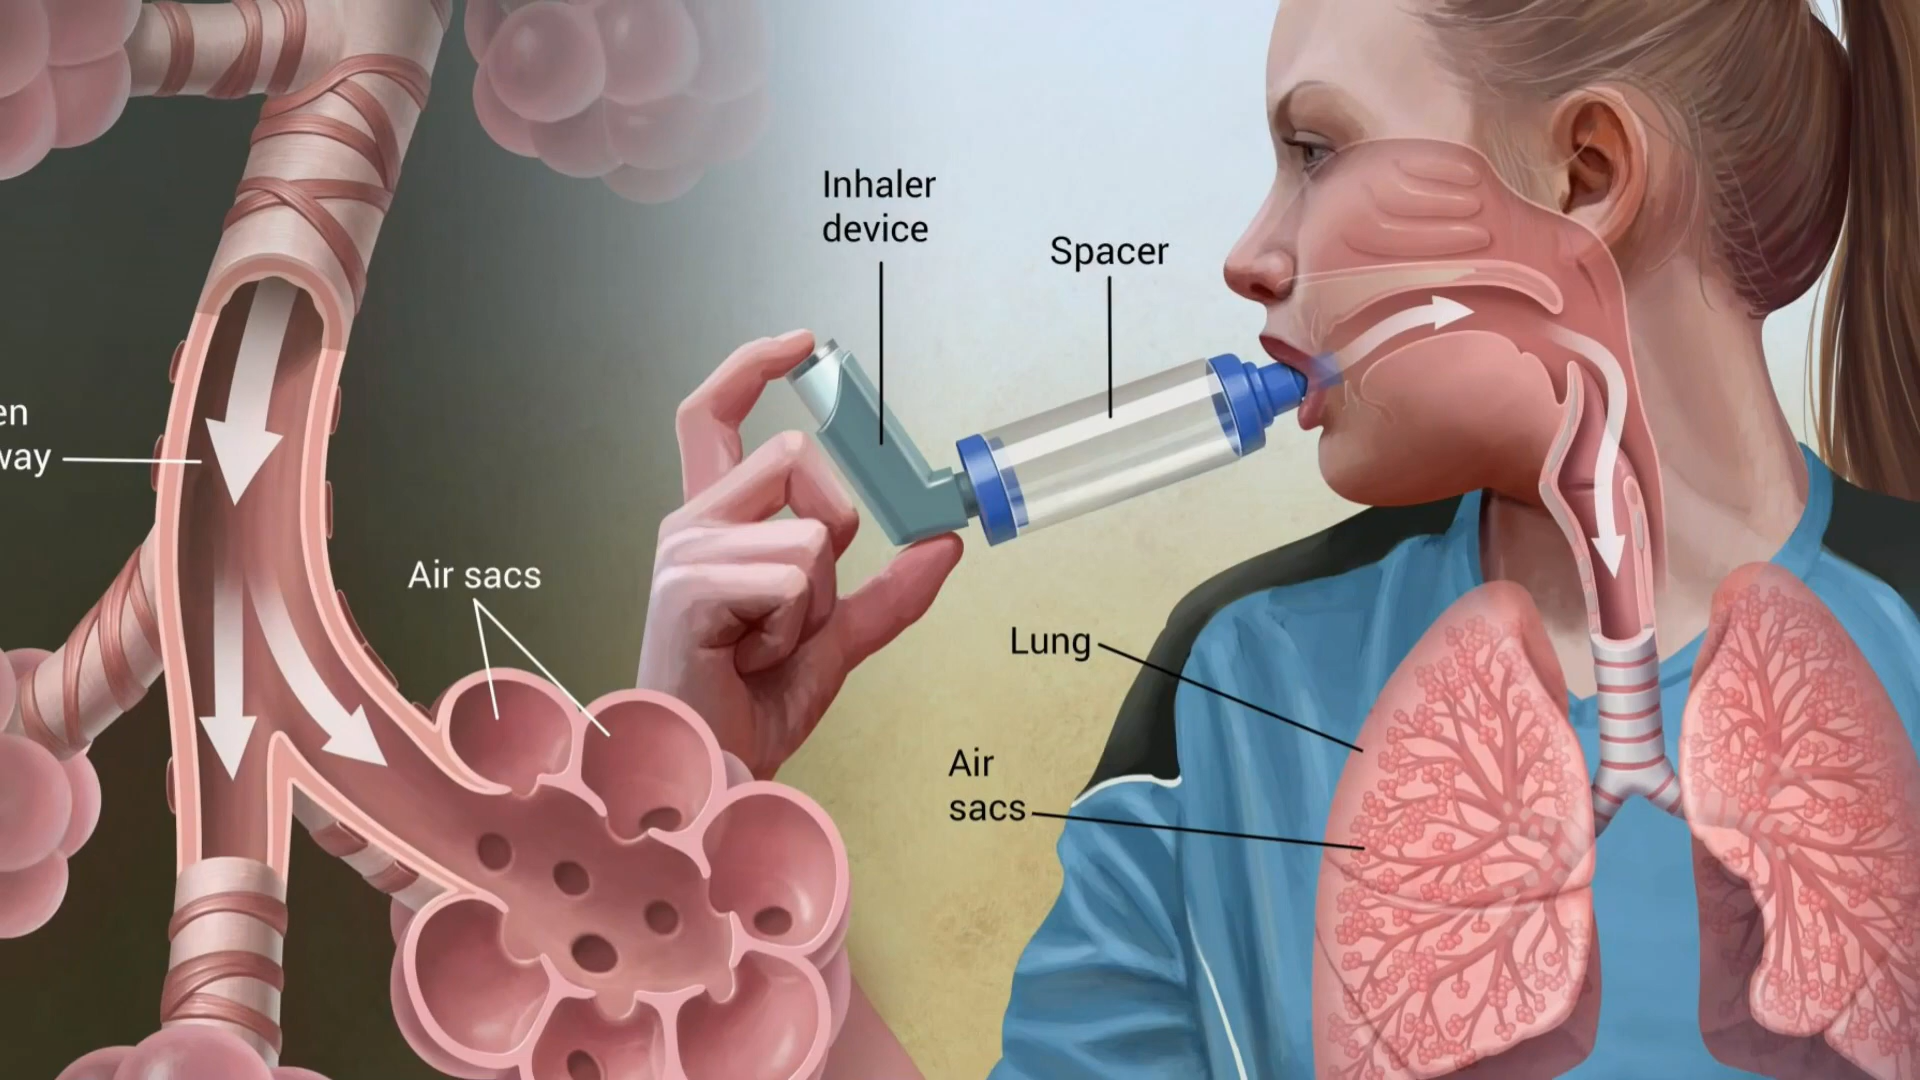 Inhaler
device
Spacer
en
way
Air sacs
Lung
Air
sacs